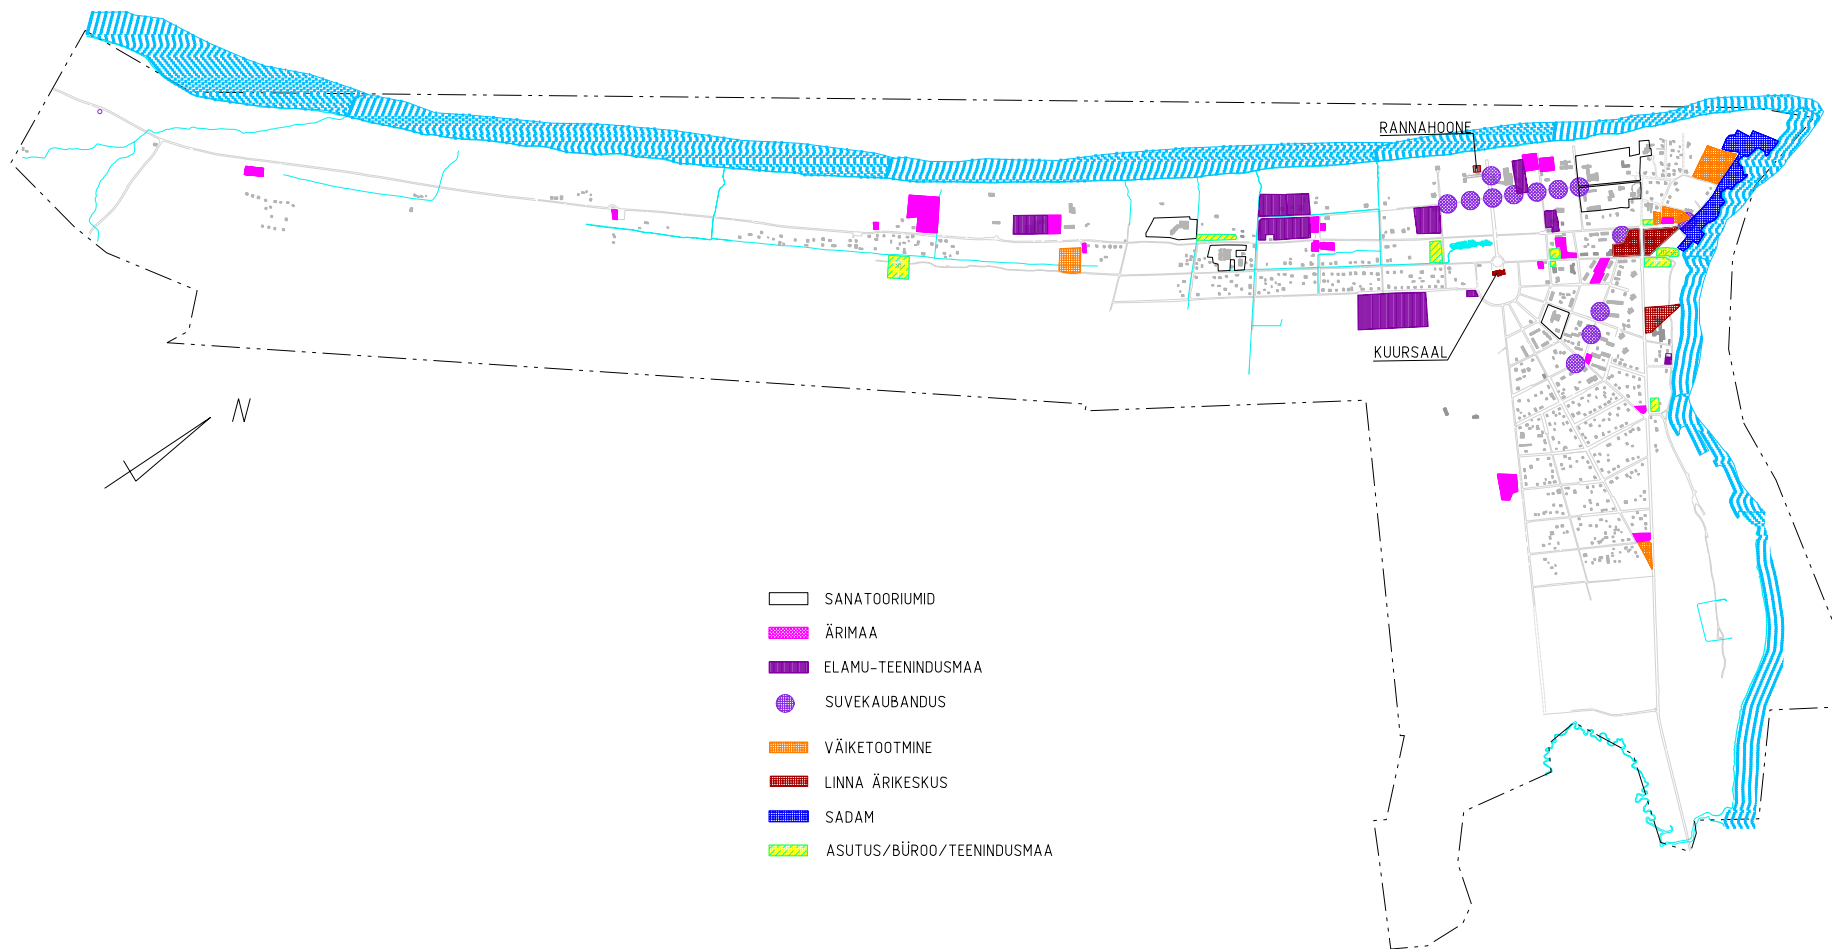 RANNAHOONE
KUURSAAL
N
SANATOORIUMID
ÄRIMAA
ELAMU-TEENINDUSMAA
SUVEKAUBANDUS
VÄIKETOOTMINE
LINNA ÄRIKESKUS
SADAM
ASUTUS/BÜROO/TEENINDUSMAA